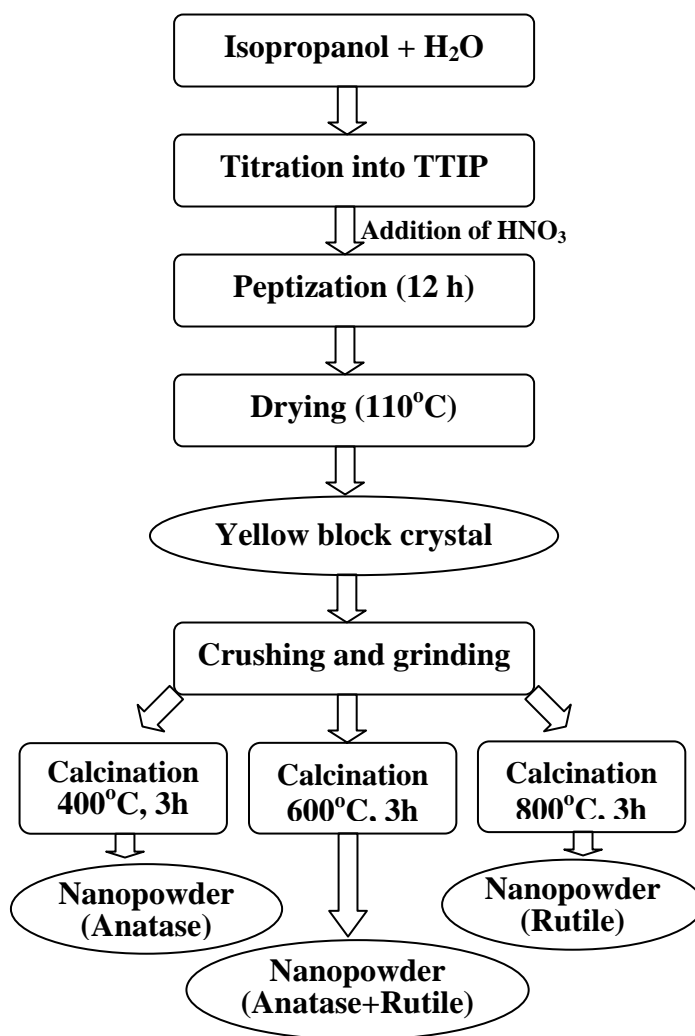 Isopropanol + H₂O
Titration into TTIP
Addition of HNO₃
Peptization (12 h)
Drying (110°C)
Yellow block crystal
Crushing and grinding
Calcination
400°C, 3h
Calcination
600°C, 3h
Calcination
800°C, 3h
Nanopowder
(Anatase)
Nanopowder
(Anatase+Rutile)
Nanopowder
(Rutile)